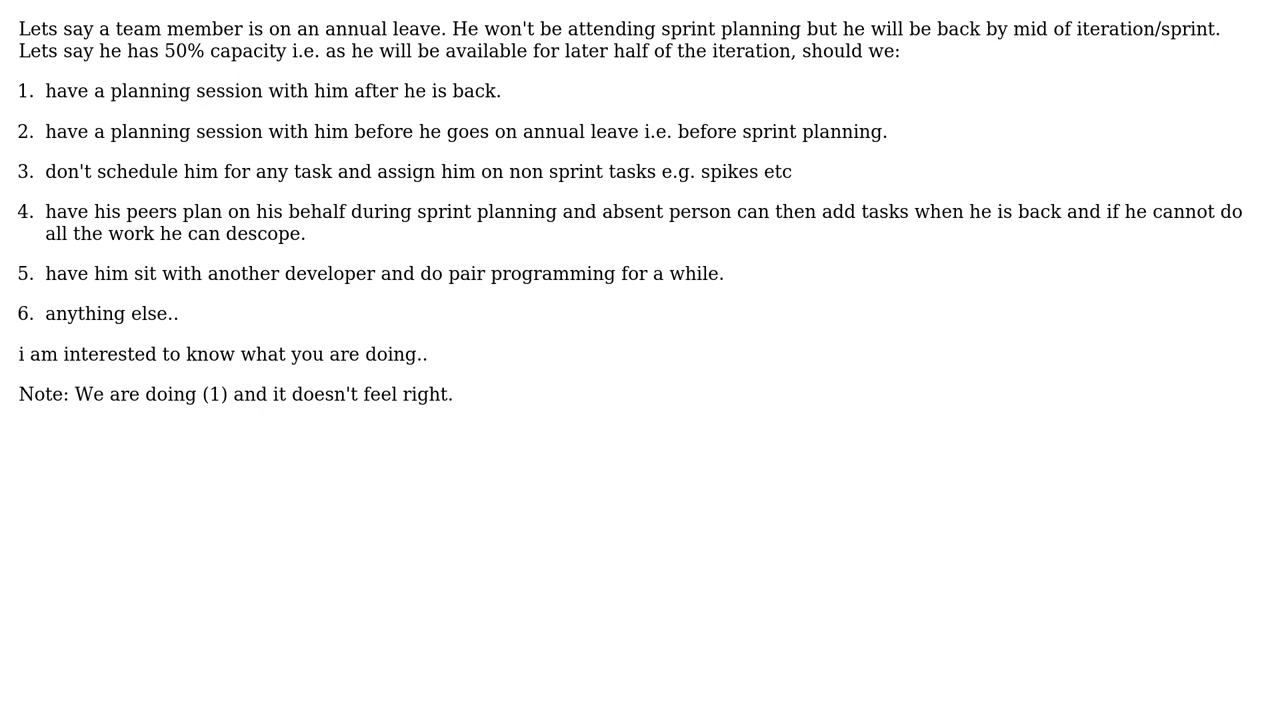 Lets say a team member is on an annual leave. He won't be attending sprint planning but he will be back by mid of iteration/sprint.
Lets say he has 50% capacity i.e. as he will be available for later half of the iteration, should we:
1. have a planning session with him after he is back.
2. have a planning session with him before he goes on annual leave i.e. before sprint planning.
3. don't schedule him for any task and assign him on non sprint tasks e.g. spikes etc
4. have his peers plan on his behalf during sprint planning and absent person can then add tasks when he is back and if he cannot do
all the work he can descope.
5. have him sit with another developer and do pair programming for a while.
6. anything else..
i am interested to know what you are doing..
Note: We are doing (1) and it doesn't feel right.